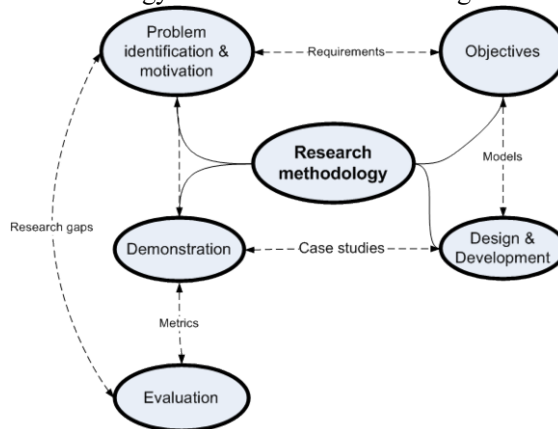 Problem
identification &
motivation
Requirements
Objectives
Research
methodology
Models
Research gaps
Demonstration
Case studies
Design &
Development
Metrics
Evaluation